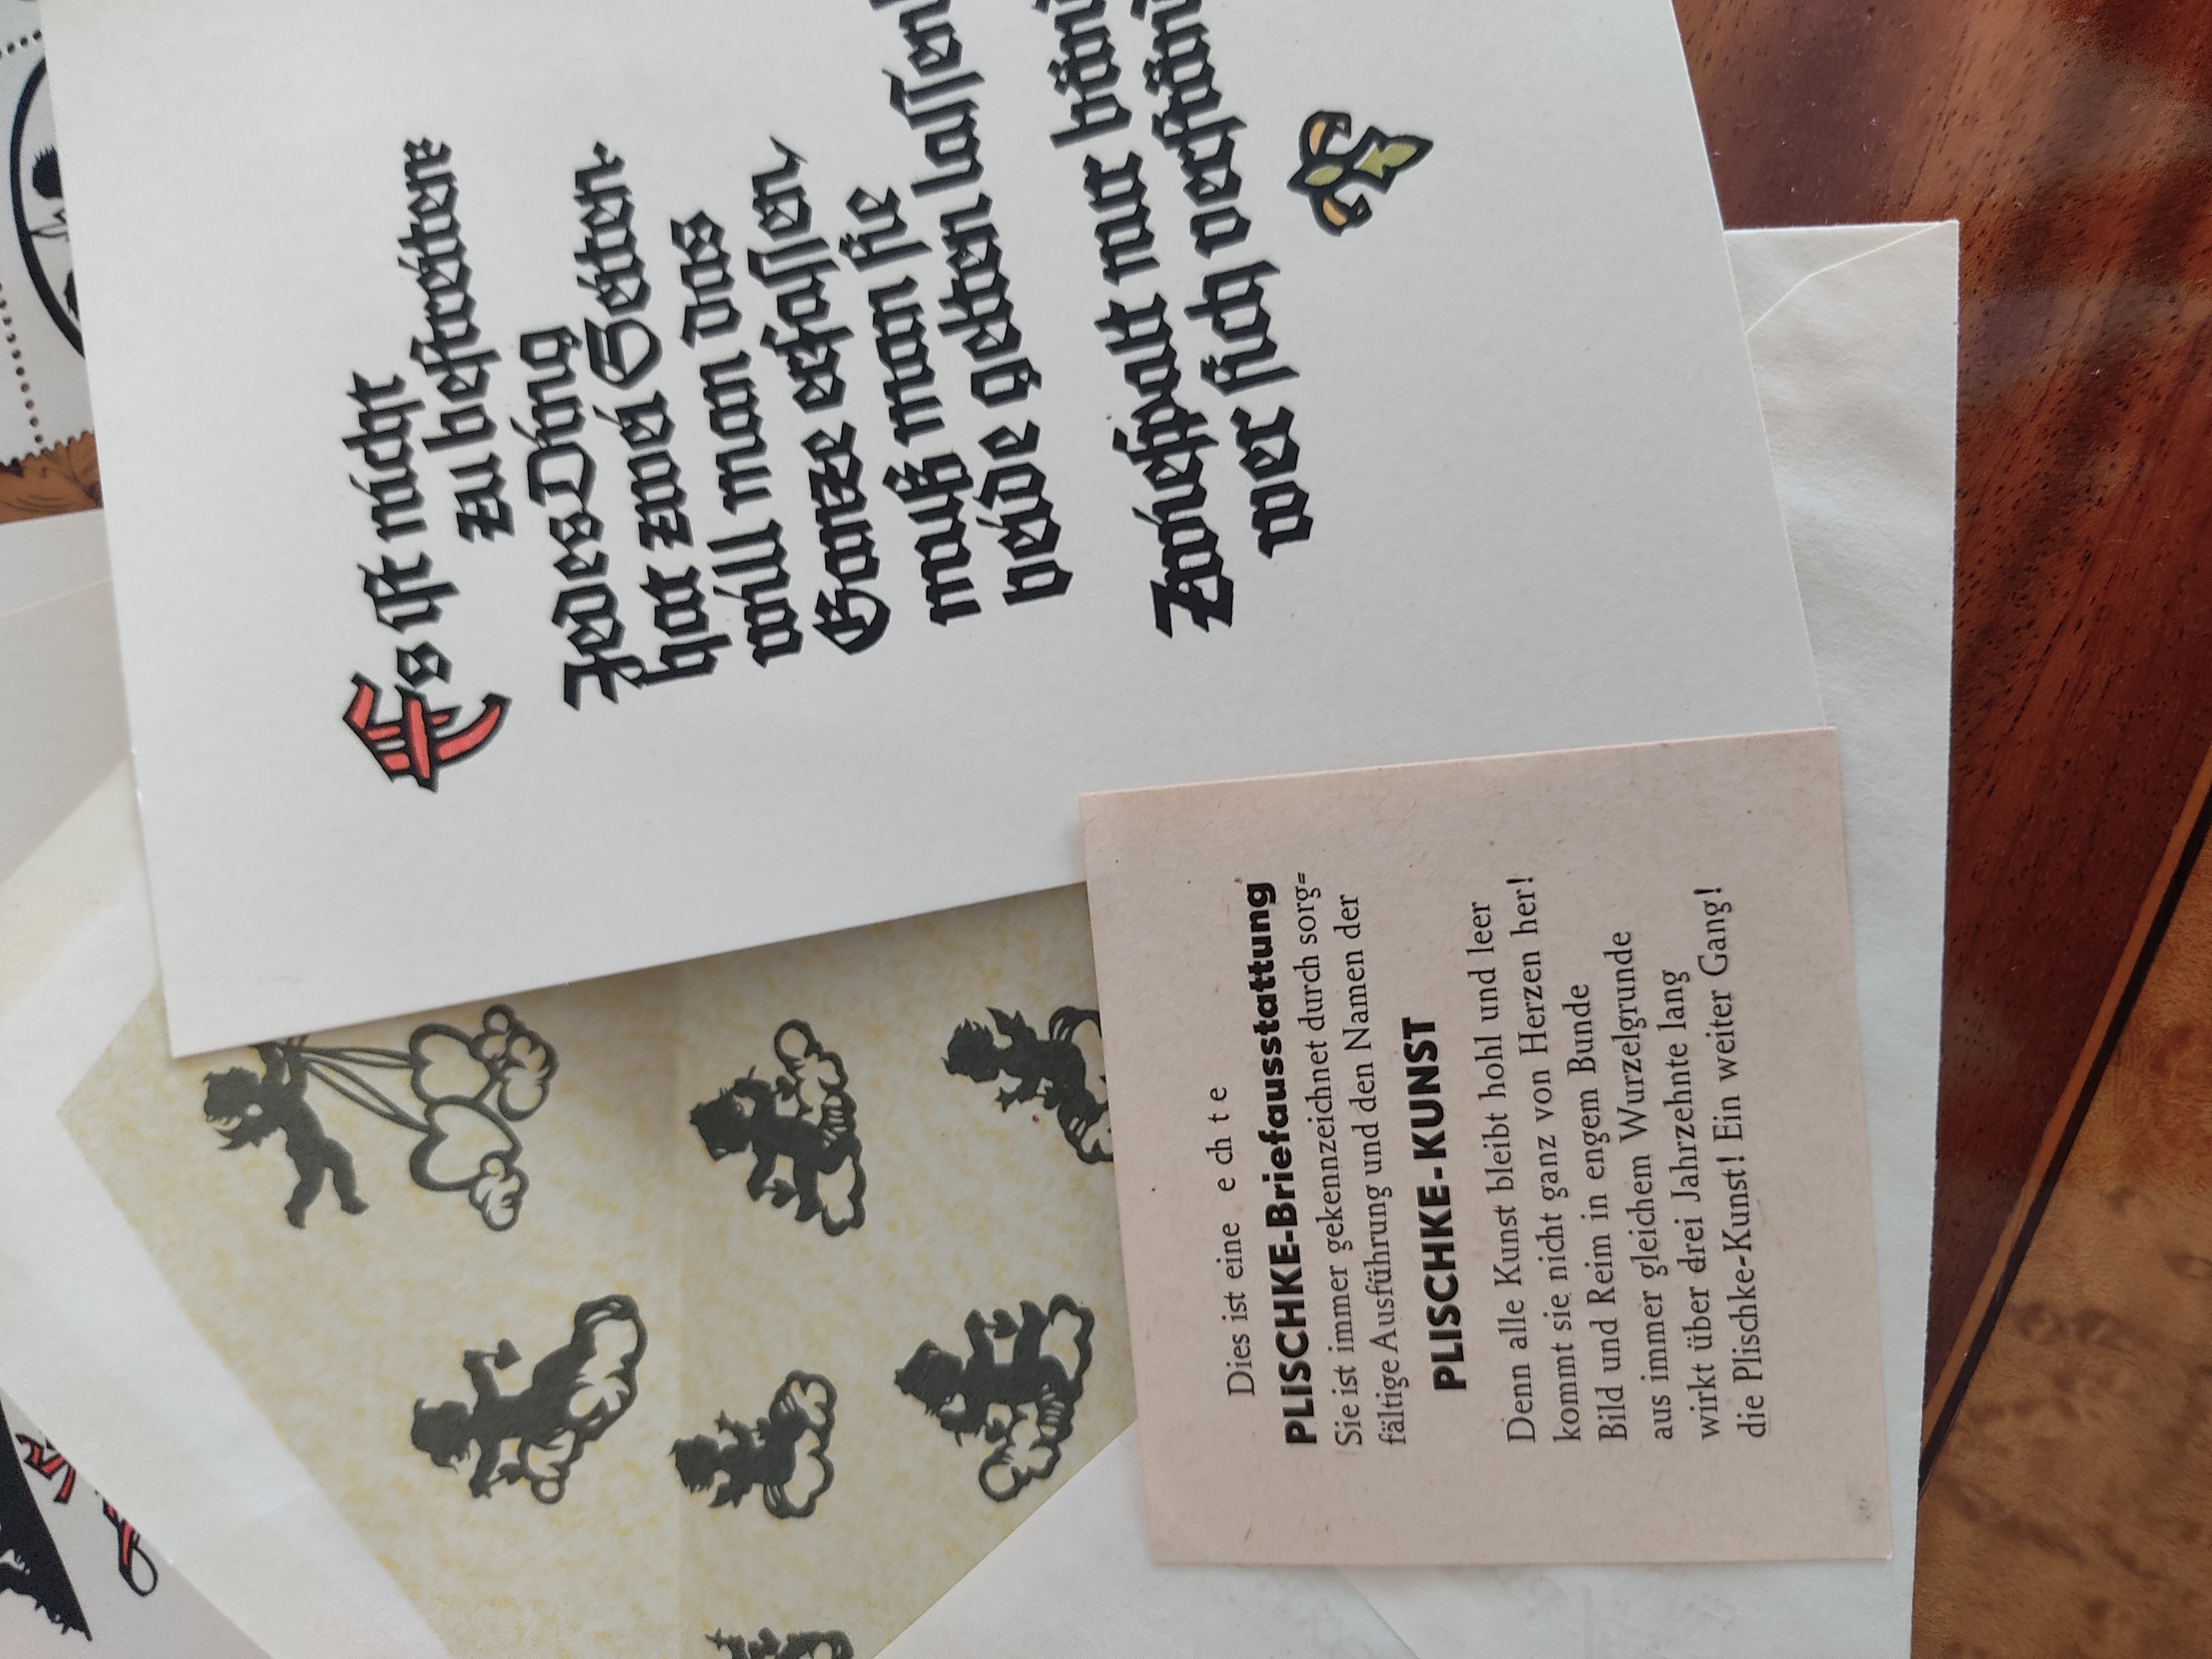 Es ist nicht
zu bestreiten:
Jedes Ding
hat zwei Seiten
will man das
Ganze erfassen
muß man sie
beide gelten lassen
Zwiespalt nur
wer sich
Dies ist eine echte
PLISCHKE-Briefausstattung
Sie ist immer gekennzeichnet durch sorg=
fältige Ausführung und den Namen der
PLISCHKE-KUNST
Denn alle Kunst bleibt hohl und leer
kommt sie nicht ganz von Herzen her!
Bild und Reim in engem Bunde
aus immer gleichem Wurzelgrunde
wirkt über drei Jahrzehnte lang
die Plischke-Kunst! Ein weiter Gang!